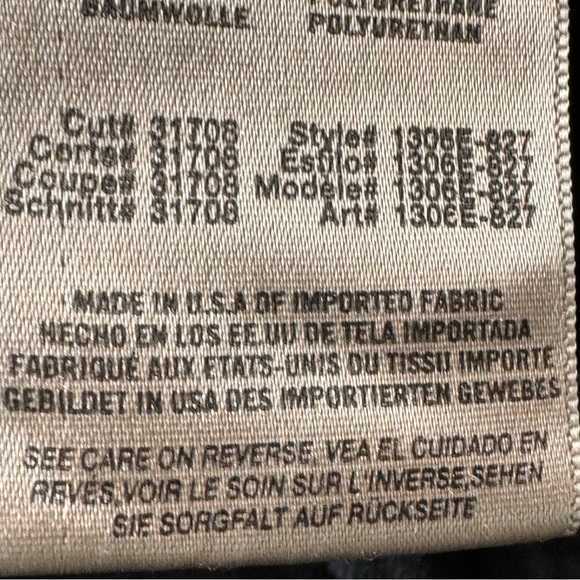 BAUMWOLLE
POLYURETHANE
POLYURETHAN
Cut# 31708 Style# 1306E-827
Corte# 31708 Estilo# 1306E-827
Coupe# 31708 Modele# 1306E-827
Schnitt# 31708 Art# 1306E-827
MADE IN U.S.A OF IMPORTED FABRIC
HECHO EN LOS EE.UU DE TELA IMPORTADA
FABRIQUÉ AUX ETATS-UNIS DU TISSU IMPORTE
GEBILDET IN USA DES IMPORTIERTEN GEWEBES
SEE CARE ON REVERSE. VEA EL CUIDADO EN
REVES,VOIR LE SOIN SUR L'INVERSE,SEHEN
SIE SORGFALT AUF RÜCKSEITE